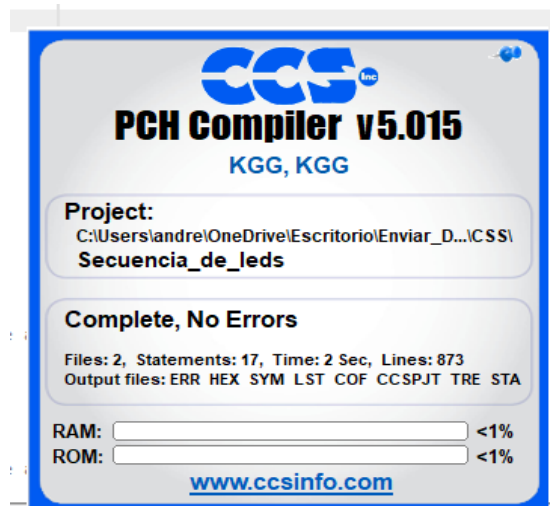 CCS Inc
PCH Compiler v5.015
KGG, KGG
Project:
C:\Users\andre\OneDrive\Escritorio\Enviar_D...\CSS\
Secuencia_de_leds
Complete, No Errors
Files: 2, Statements: 17, Time: 2 Sec, Lines: 873
Output files: ERR HEX SYM LST COF CCSPJT TRE STA
RAM: <1%
ROM: <1%
www.ccsinfo.com